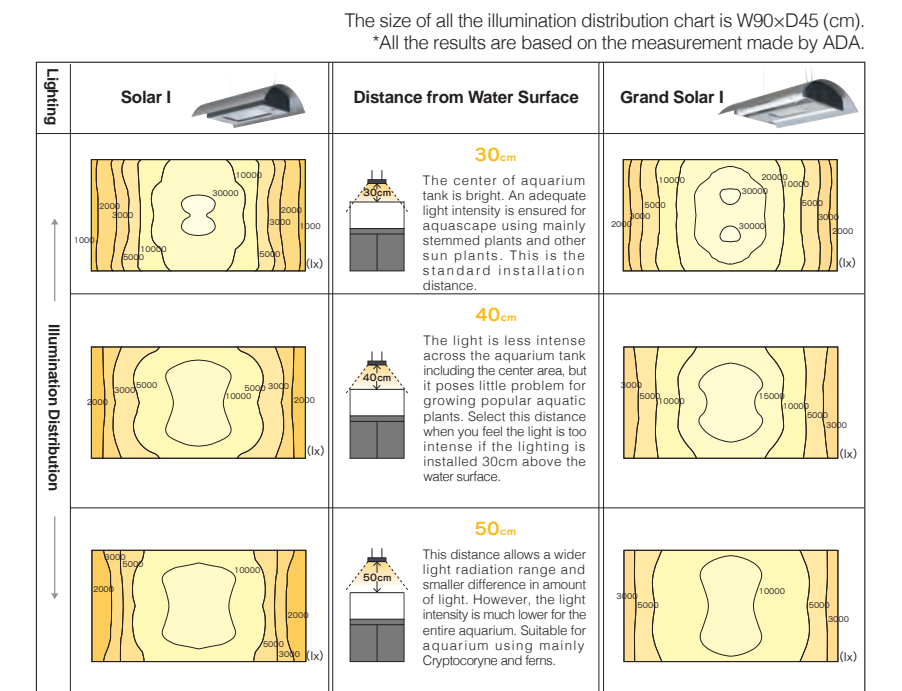 The size of all the illumination distribution chart is W90×D45 (cm).
*All the results are based on the measurement made by ADA.
Lighting
Solar I
Distance from Water Surface
Grand Solar I
Illumination Distribution
10000
30000
2000
3000
1000
10000
5000
2000
3000
1000
5000
(lx)
30cm
30cm
The center of aquarium
tank is bright. An adequate
light intensity is ensured for
aquascape using mainly
stemmed plants and other
sun plants. This is the
standard installation
distance.
10000
20000
10000
30000
5000
5000
3000
2000
30000
3000
2000
(lx)
3000
5000
2000
5000
3000
10000
2000
(lx)
40cm
40cm
The light is less intense
across the aquarium tank
including the center area, but
it poses little problem for
growing popular aquatic
plants. Select this distance
when you feel the light is too
intense if the lighting is
installed 30cm above the
water surface.
3000
5000
10000
15000
10000
5000
3000
(lx)
3000
5000
10000
2000
2000
5000
3000
(lx)
50cm
50cm
This distance allows a wider
light radiation range and
smaller difference in amount
of light. However, the light
intensity is much lower for the
entire aquarium. Suitable for
aquarium using mainly
Cryptocoryne and ferns.
3000
5000
10000
5000
3000
(lx)